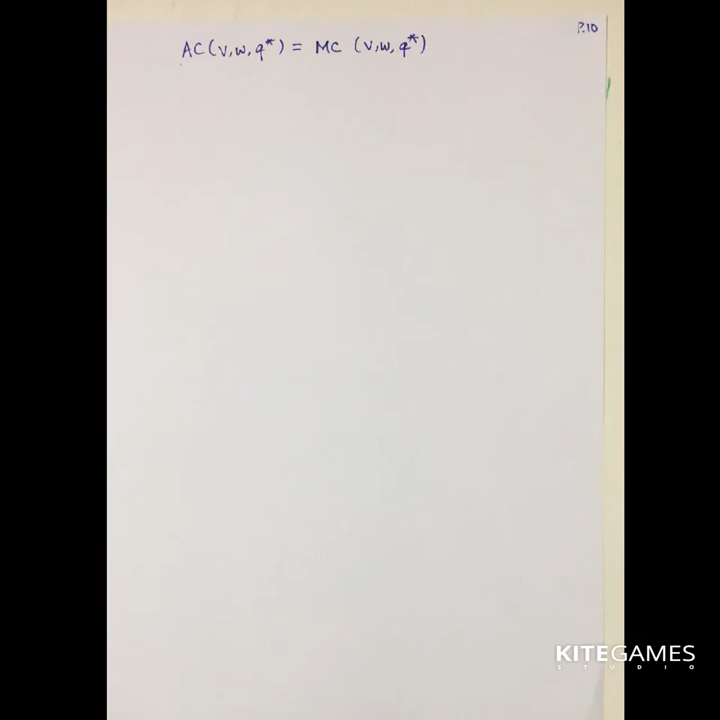 P.10
AC(v,w,q*) = MC (v,w,q*)
KITEGAMES
STUDIO